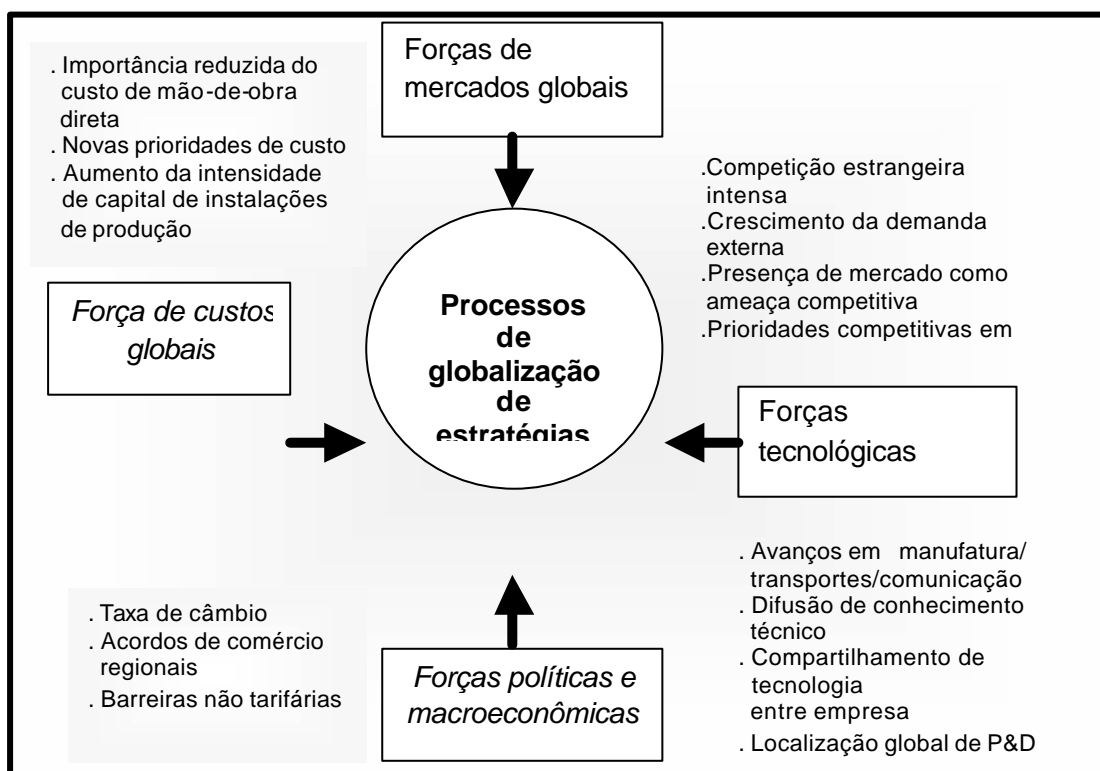 Forças de
mercados globais
. Importância reduzida do
custo de mão-de-obra
direta
. Novas prioridades de custo
. Aumento da intensidade
de capital de instalações
de produção
.Competição estrangeira
intensa
.Crescimento da demanda
externa
.Presença de mercado como
ameaça competitiva
.Prioridades competitivas em
Força de custos
globais
Processos
de
globalização
de
estratégias
Forças
tecnológicas
. Avanços em manufatura/
transportes/comunicação
. Difusão de conhecimento
técnico
. Compartilhamento de
tecnologia
entre empresa
. Localização global de P&D
. Taxa de câmbio
. Acordos de comércio
regionais
. Barreiras não tarifárias
Forças políticas e
macroeconômicas